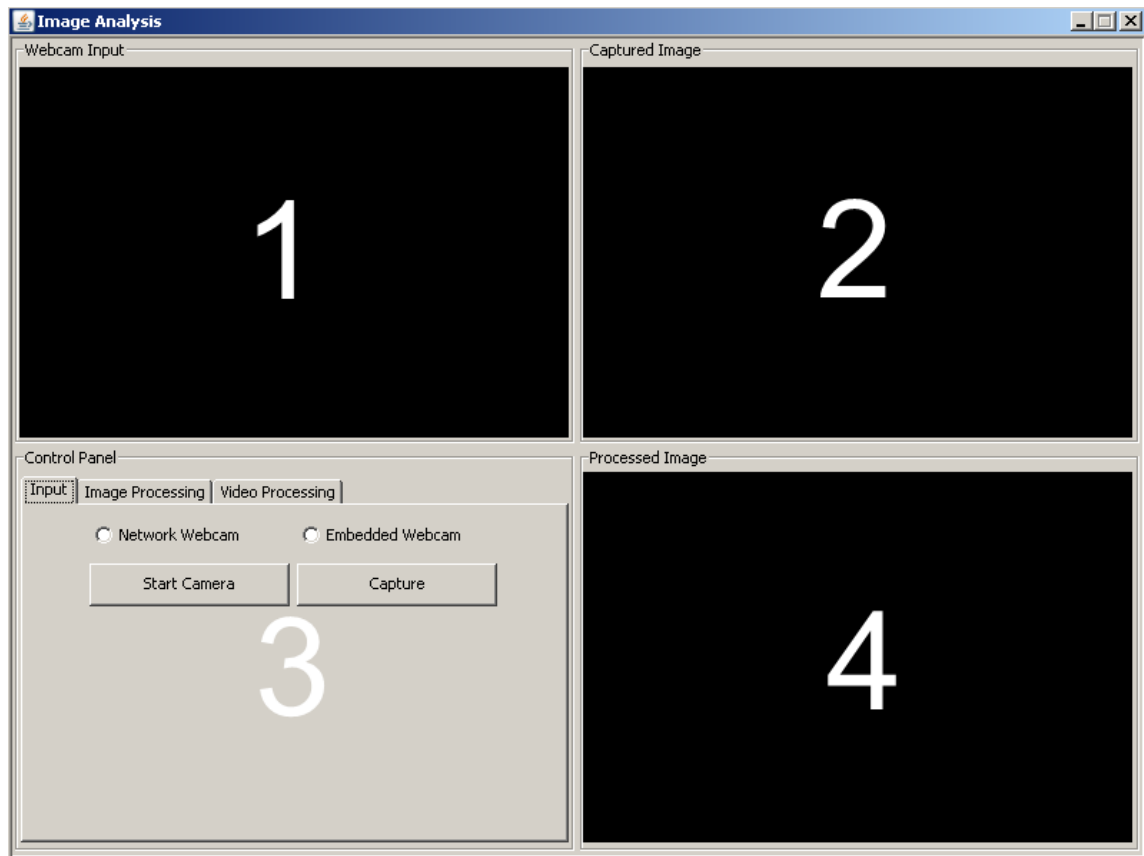 Image Analysis
Webcam Input
Captured Image
1
2
Control Panel
Processed Image
Input Image Processing Video Processing
Network Webcam Embedded Webcam
Start Camera Capture
3
4